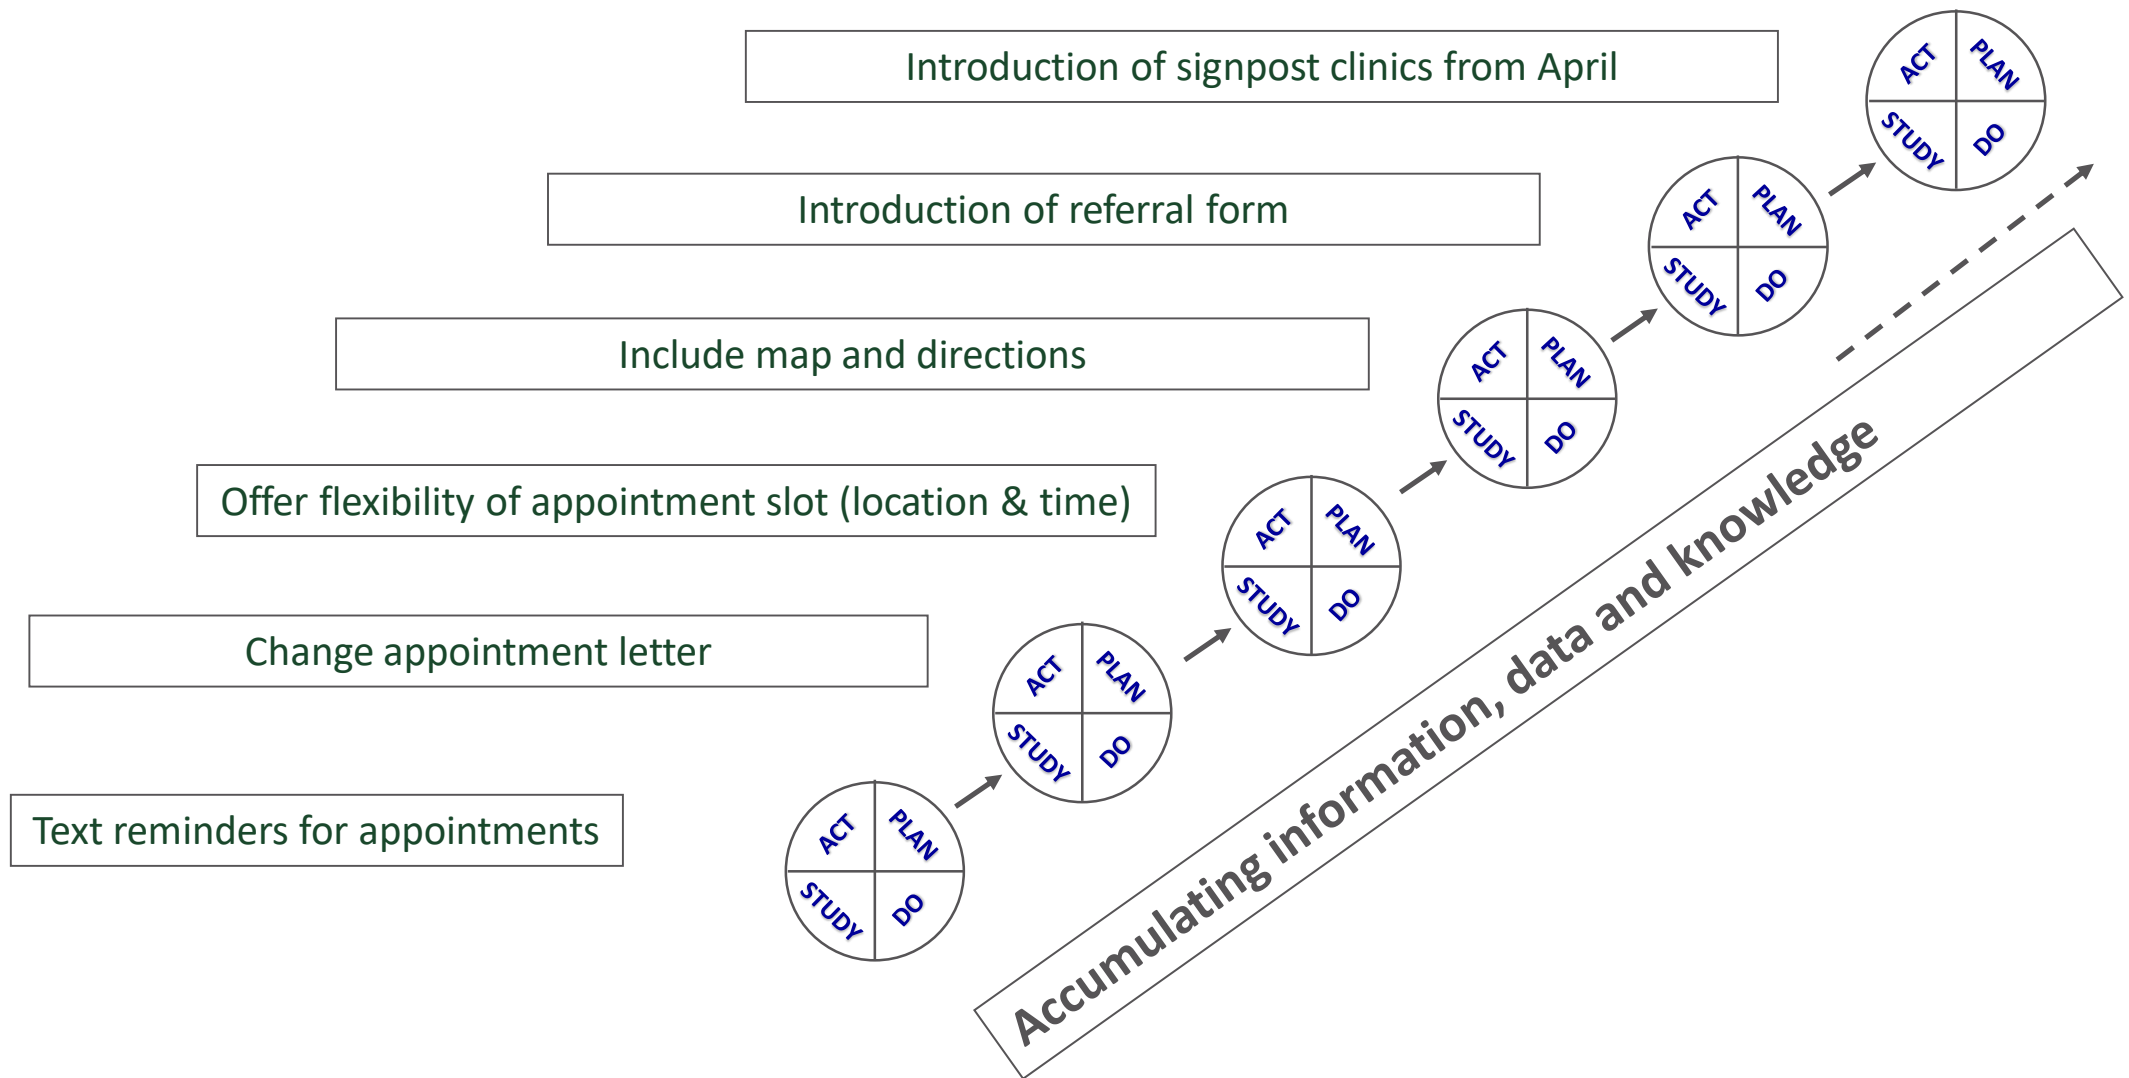 Introduction of signpost clinics from April
ACT
PLAN
STUDY
DO
Introduction of referral form
ACT
PLAN
STUDY
DO
Include map and directions
ACT
PLAN
STUDY
DO
Offer flexibility of appointment slot (location & time)
ACT
PLAN
STUDY
DO
Change appointment letter
ACT
PLAN
STUDY
DO
Text reminders for appointments
ACT
PLAN
STUDY
DO
Accumulating information, data and knowledge